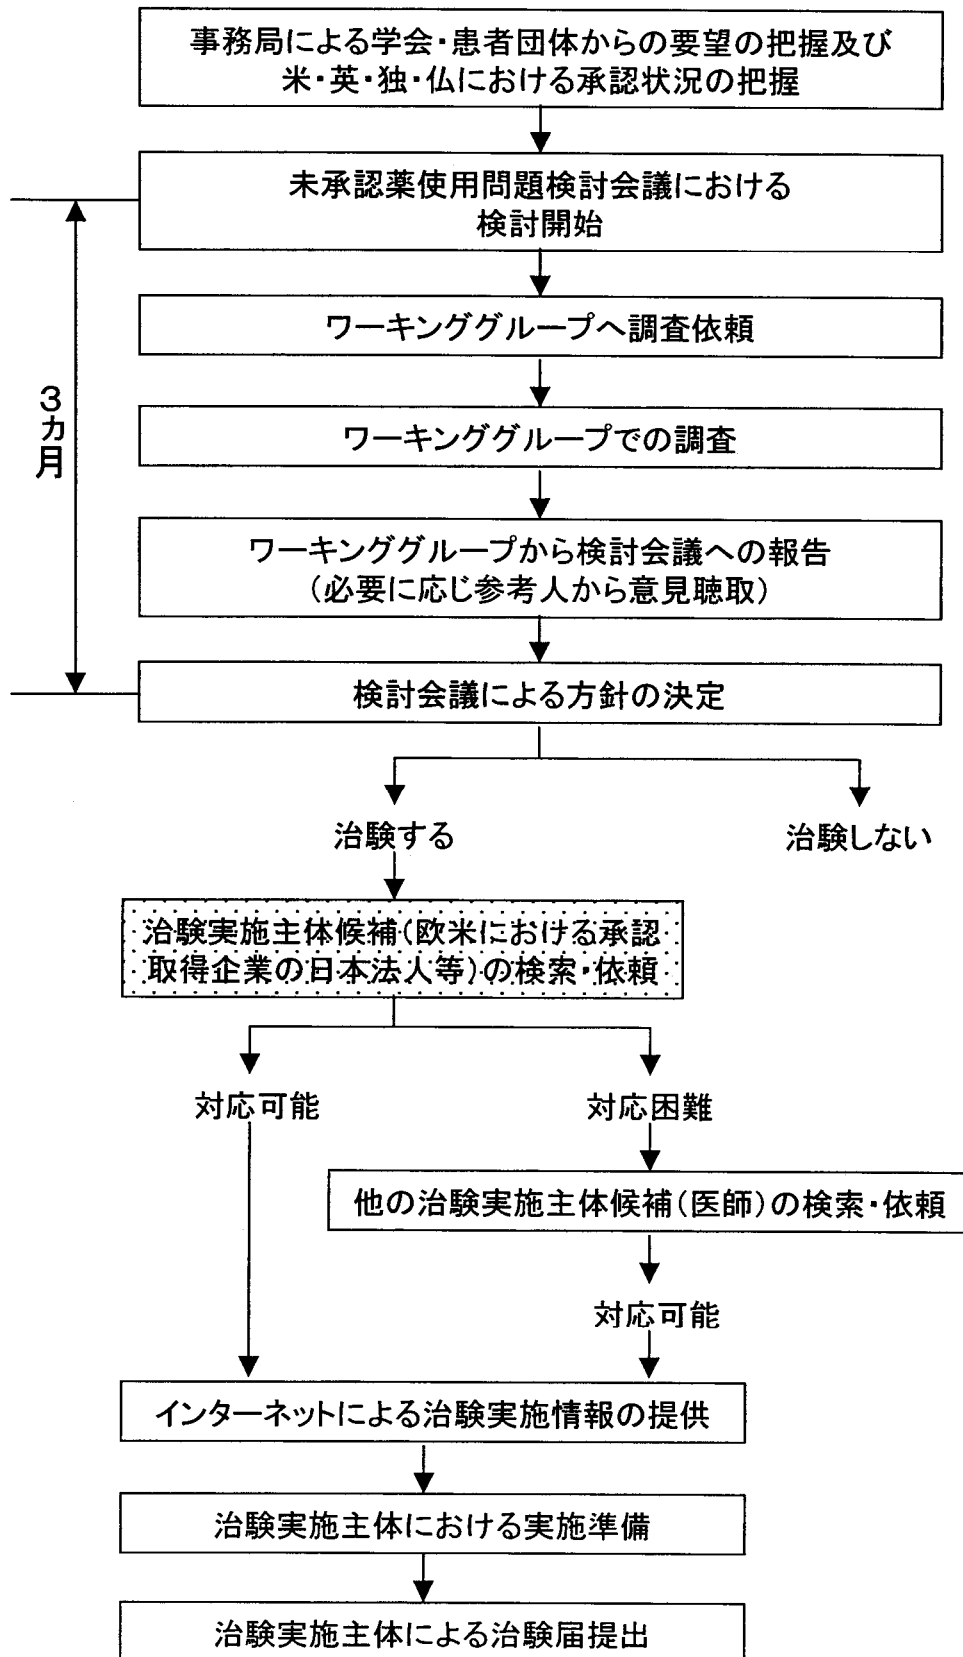 事務局による学会・患者団体からの要望の把握及び
米・英・独・仏における承認状況の把握
未承認薬使用問題検討会議における
検討開始
3カ月
ワーキンググループへ調査依頼
ワーキンググループでの調査
ワーキンググループから検討会議への報告
(必要に応じ参考人から意見聴取)
検討会議による方針の決定
治験する
治験しない
治験実施主体候補(欧米における承認
取得企業の日本法人等)の検索・依頼
対応可能
対応困難
他の治験実施主体候補(医師)の検索・依頼
対応可能
インターネットによる治験実施情報の提供
治験実施主体における実施準備
治験実施主体による治験届提出